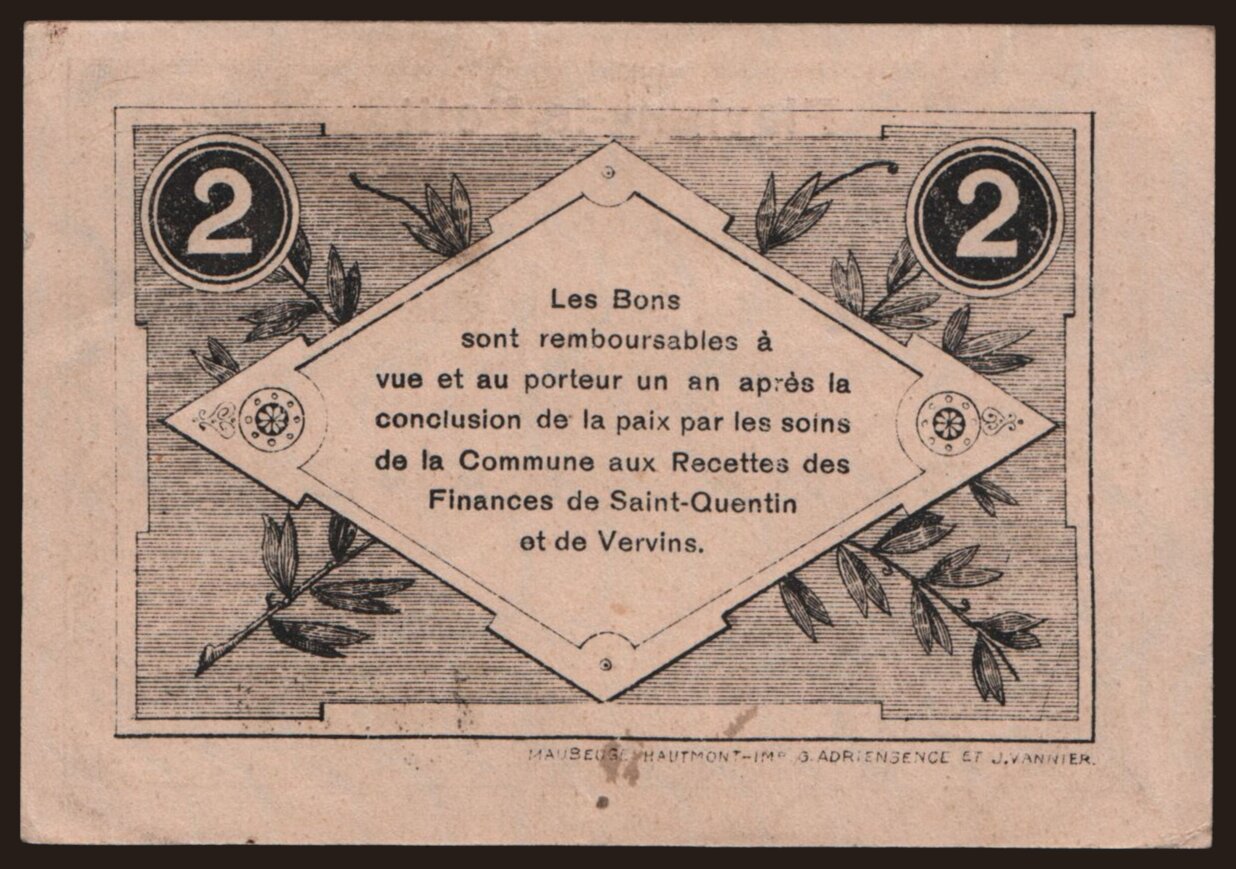 2 2
Les Bons
sont remboursables à
vue et au porteur un an après la
conclusion de la paix par les soins
de la Commune aux Recettes des
Finances de Saint-Quentin
et de Vervins.
MAUBEUGE-HAUTMONT-IMP G. ADRIENSENCE ET J. VANNIER.